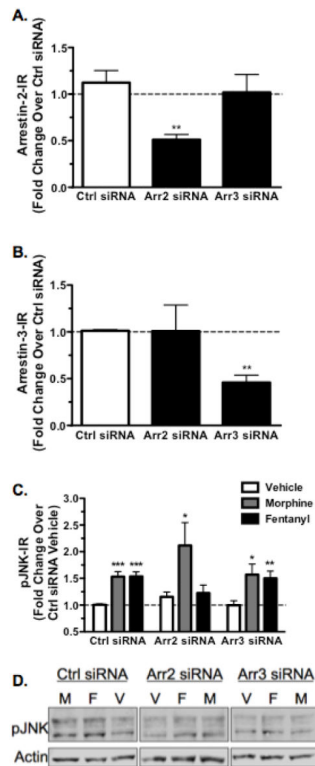 A.
Arrestin-2-IR
(Fold Change Over Ctrl siRNA)
1.5
1.0
0.5
0.0
**
Ctrl siRNA Arr2 siRNA Arr3 siRNA
B.
Arrestin-3-IR
(Fold Change Over Ctrl siRNA)
1.5
1.0
0.5
0.0
**
Ctrl siRNA Arr2 siRNA Arr3 siRNA
C.
pJNK-IR
(Fold Change Over
Ctrl siRNA Vehicle)
3.0
2.5
2.0
1.5
1.0
0.5
Vehicle
Morphine
Fentanyl
*** *** * * **
Ctrl siRNA Arr2 siRNA Arr3 siRNA
D.
Ctrl siRNA Arr2 siRNA Arr3 siRNA
M F V V F M V F M
pJNK
Actin